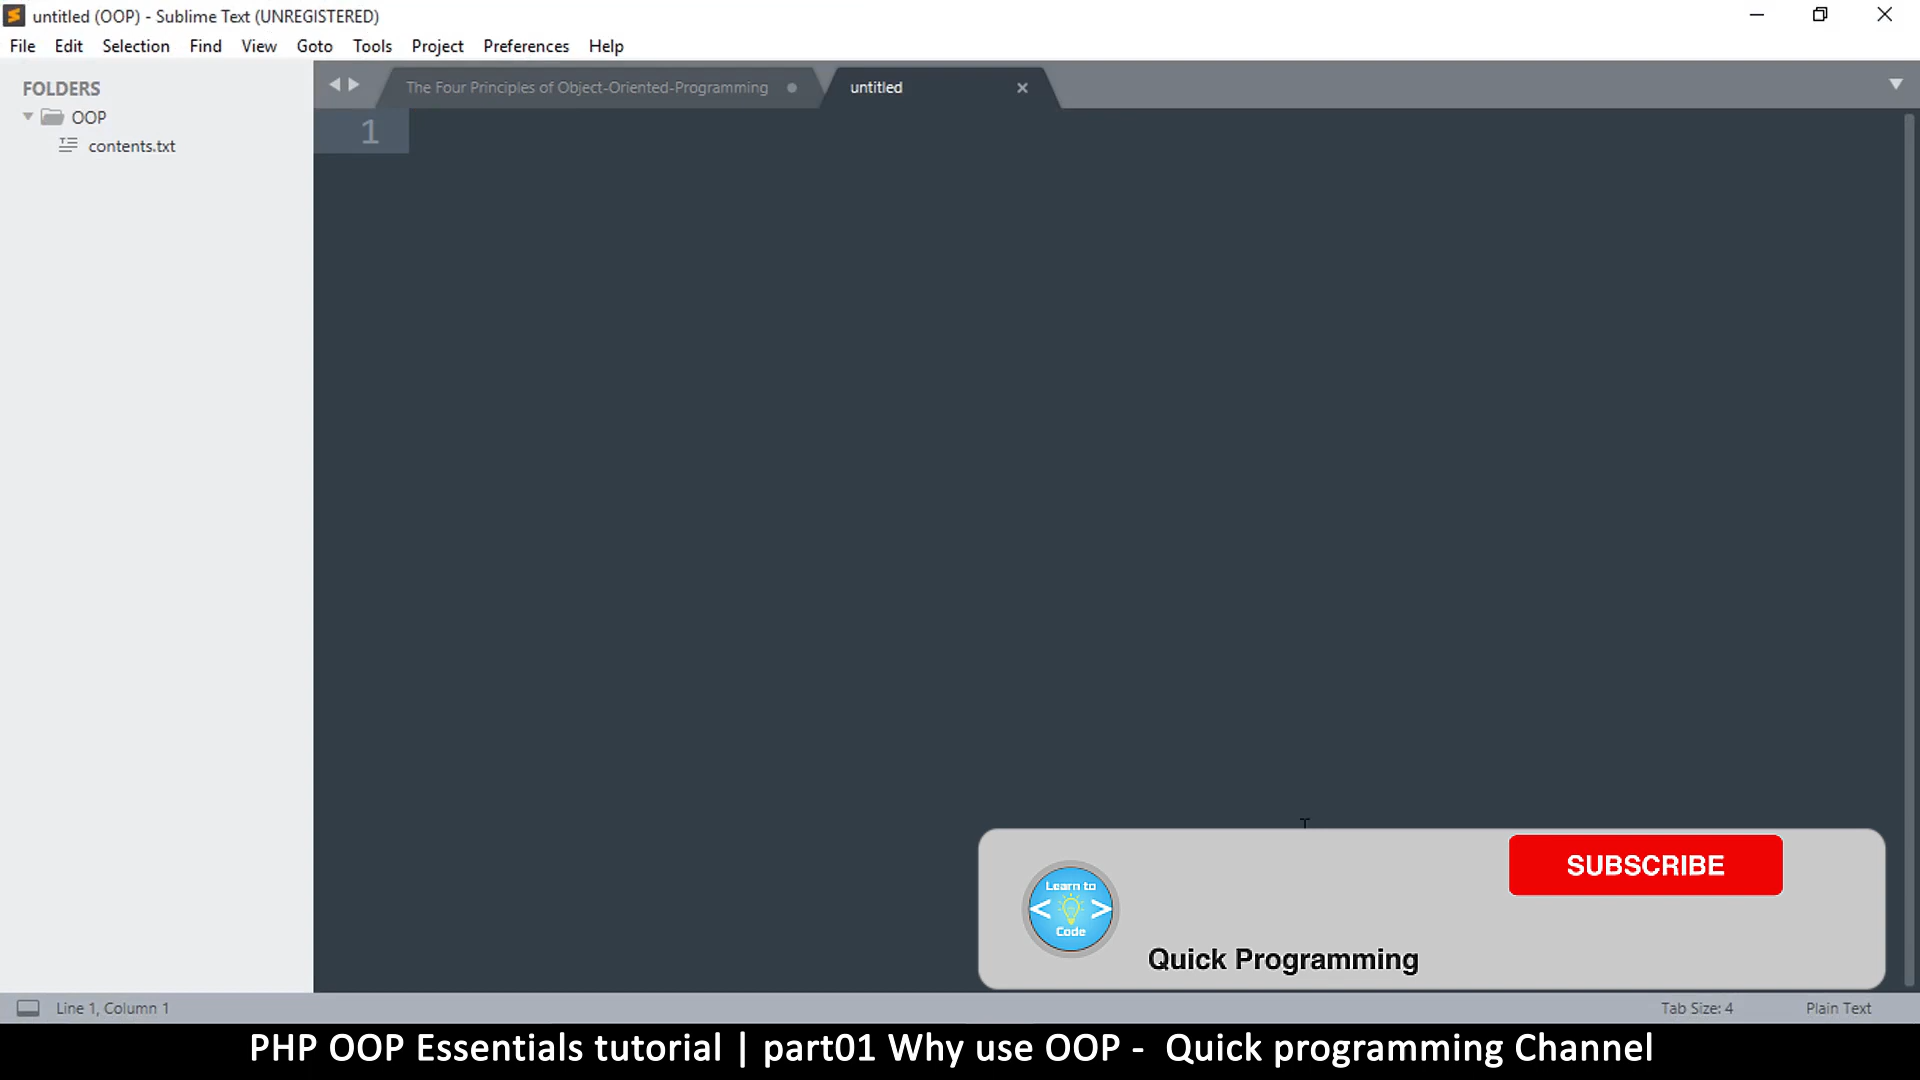 untitled (OOP) - Sublime Text (UNREGISTERED)
File Edit Selection Find View Goto Tools Project Preferences Help
FOLDERS
OOP
contents.txt
The Four Principles of Object-Oriented-Programming
untitled
1
SUBSCRIBE
Learn to
< >
Code
Quick Programming
Line 1, Column 1
Tab Size: 4
Plain Text
PHP OOP Essentials tutorial | part01 Why use OOP - Quick programming Channel